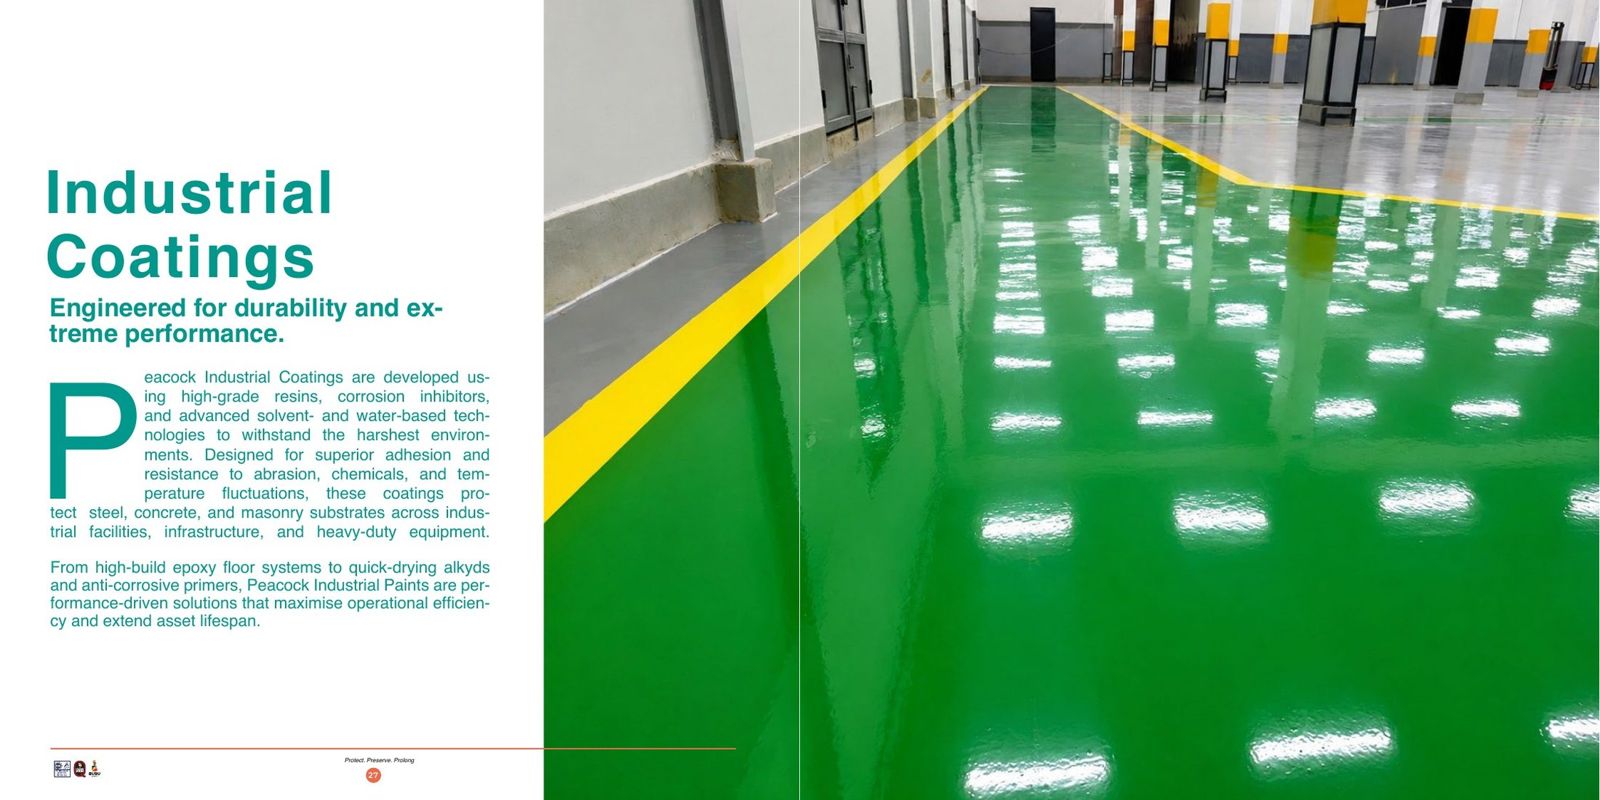 Industrial
Coatings
Engineered for durability and ex-
treme performance.
Peacock Industrial Coatings are developed us-
ing high-grade resins, corrosion inhibitors,
and advanced solvent- and water-based tech-
nologies to withstand the harshest environ-
ments. Designed for superior adhesion and
resistance to abrasion, chemicals, and tem-
perature fluctuations, these coatings pro-
tect steel, concrete, and masonry substrates across indus-
trial facilities, infrastructure, and heavy-duty equipment.
From high-build epoxy floor systems to quick-drying alkyds
and anti-corrosive primers, Peacock Industrial Paints are per-
formance-driven solutions that maximise operational efficien-
cy and extend asset lifespan.
Protect. Preserve. Prolong
27